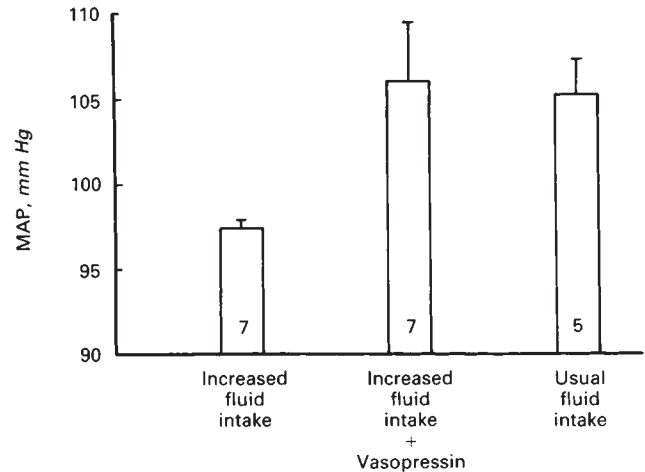 110
105
100
95
90
MAP, mm Hg
7
7
5
Increased
fluid
intake
Increased
fluid
intake
+
Vasopressin
Usual
fluid
intake